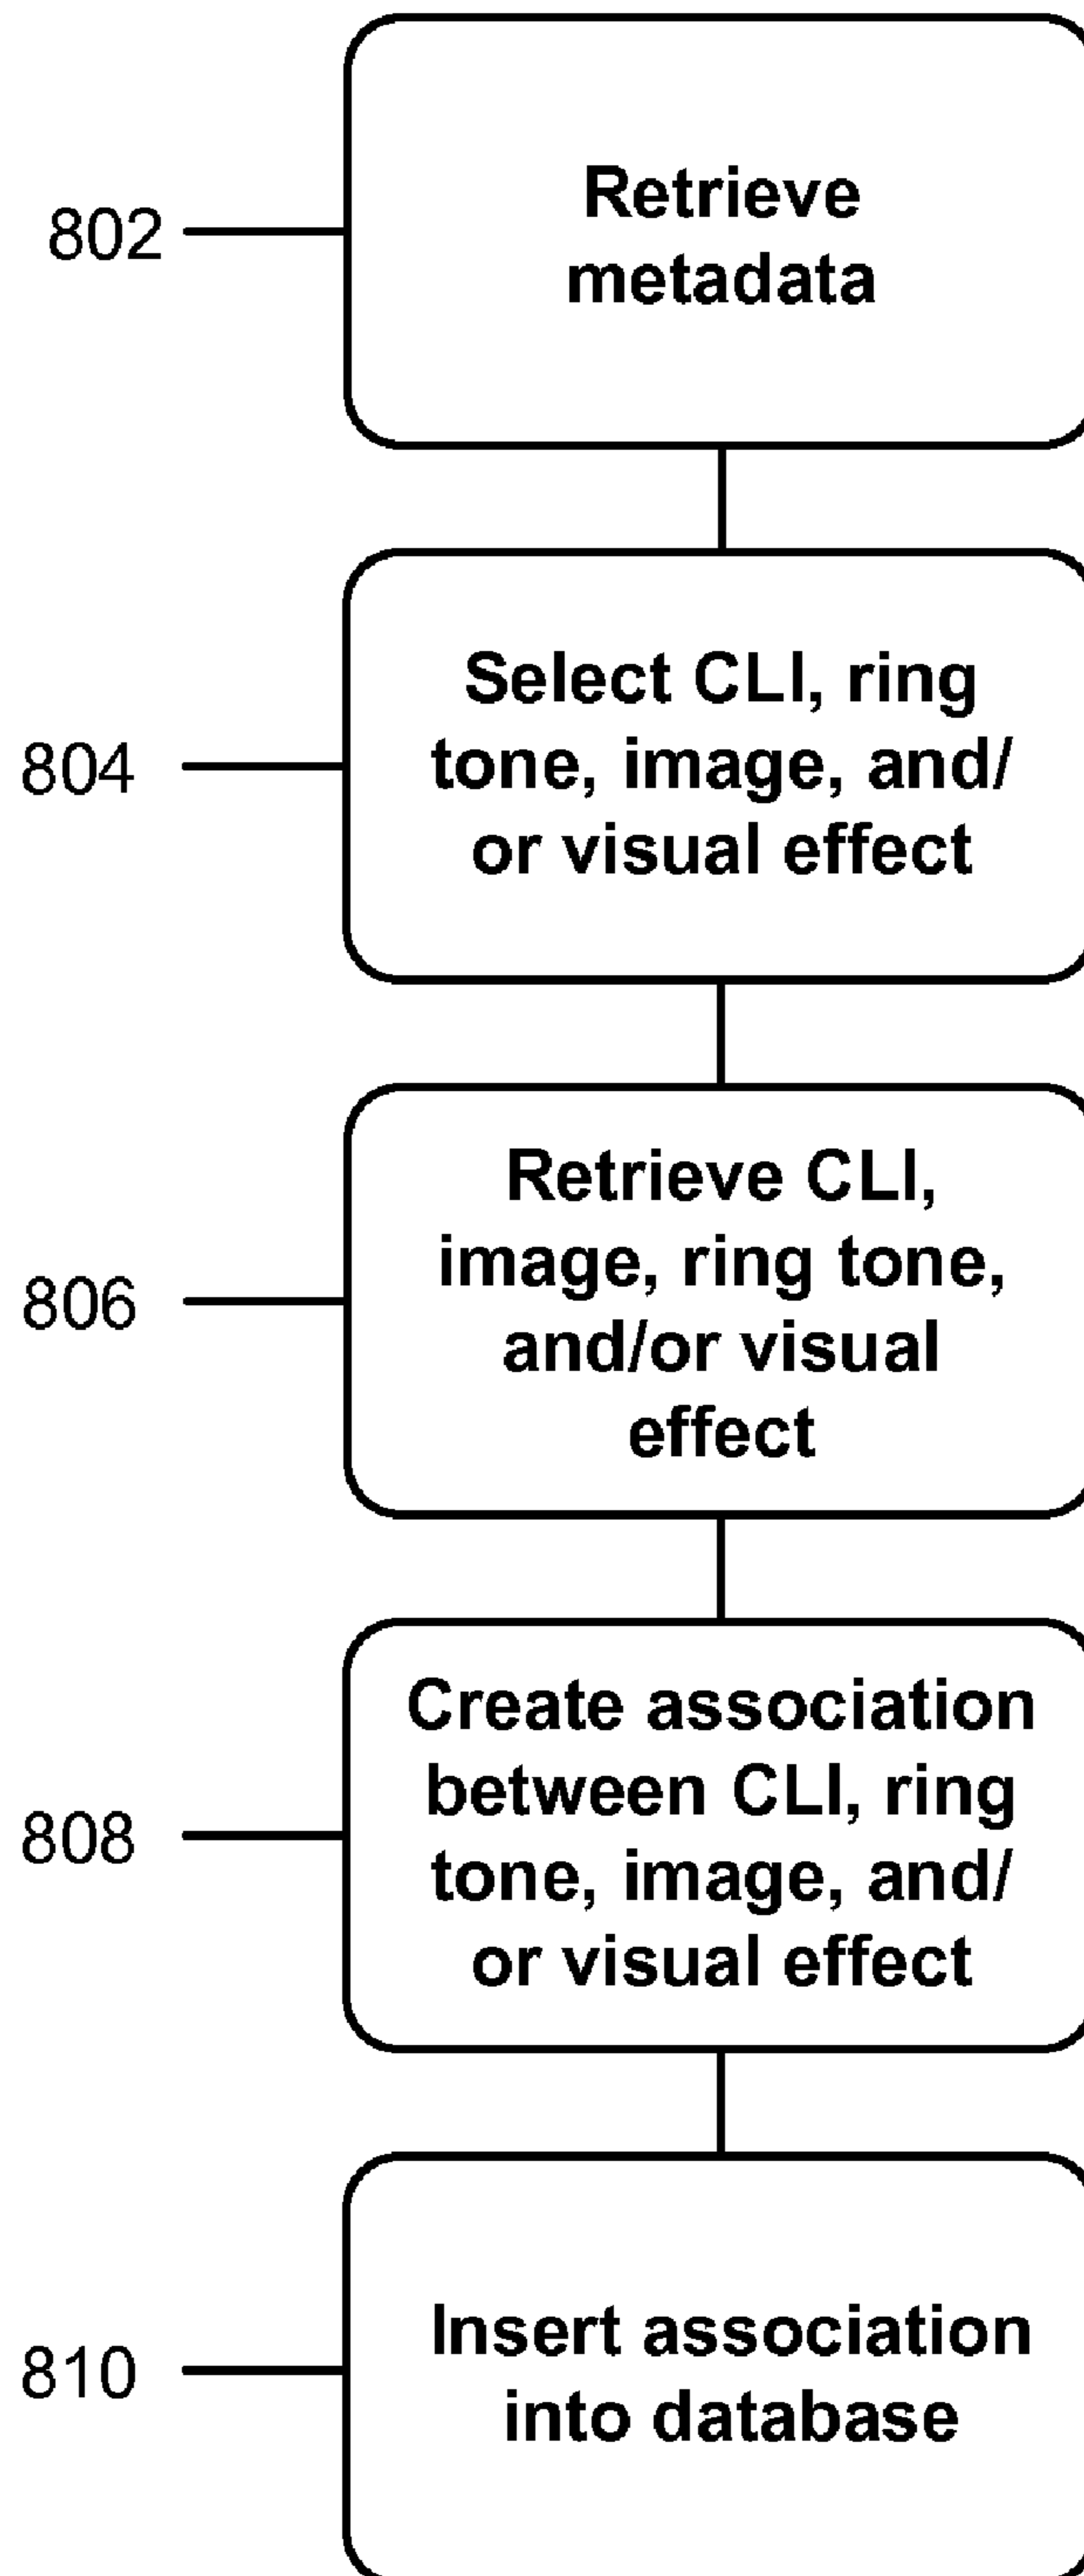 802
Retrieve
metadata
804
Select CLI, ring
tone, image, and/
or visual effect
806
Retrieve CLI,
image, ring tone,
and/or visual
effect
808
Create association
between CLI, ring
tone, image, and/
or visual effect
810
Insert association
into database